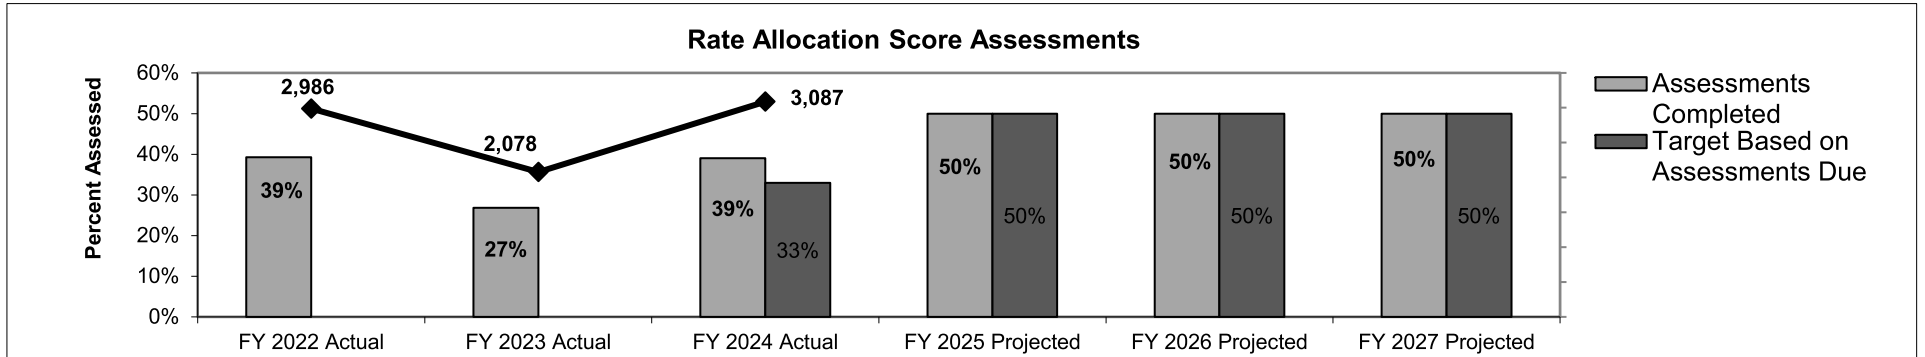 Rate Allocation Score Assessments
Percent Assessed
60%
50%
40%
30%
20%
10%
0%
2,986
2,078
3,087
39%
27%
39%
33%
50%
50%
50%
50%
50%
50%
FY 2022 Actual
FY 2023 Actual
FY 2024 Actual
FY 2025 Projected
FY 2026 Projected
FY 2027 Projected
Assessments
Completed
Target Based on
Assessments Due